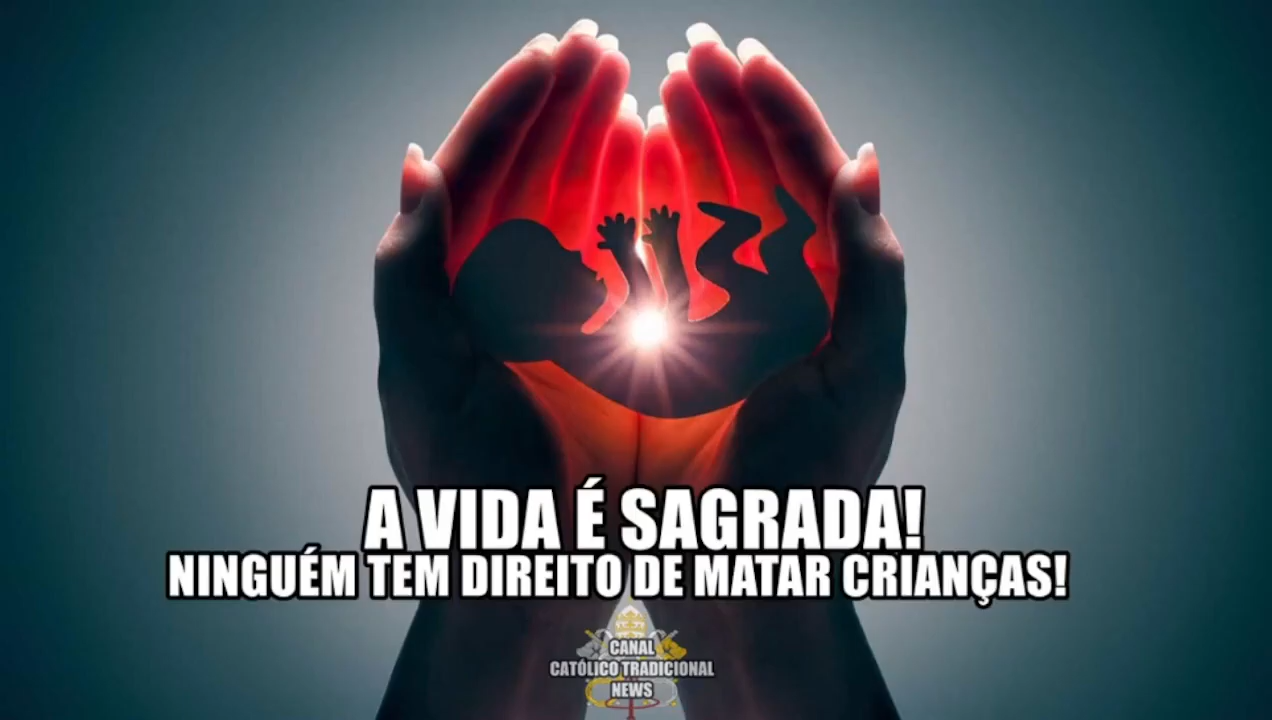 A VIDA É SAGRADA!
NINGUÉM TEM DIREITO DE MATAR CRIANÇAS!
CANAL
CATÓLICO TRADICIONAL
NEWS